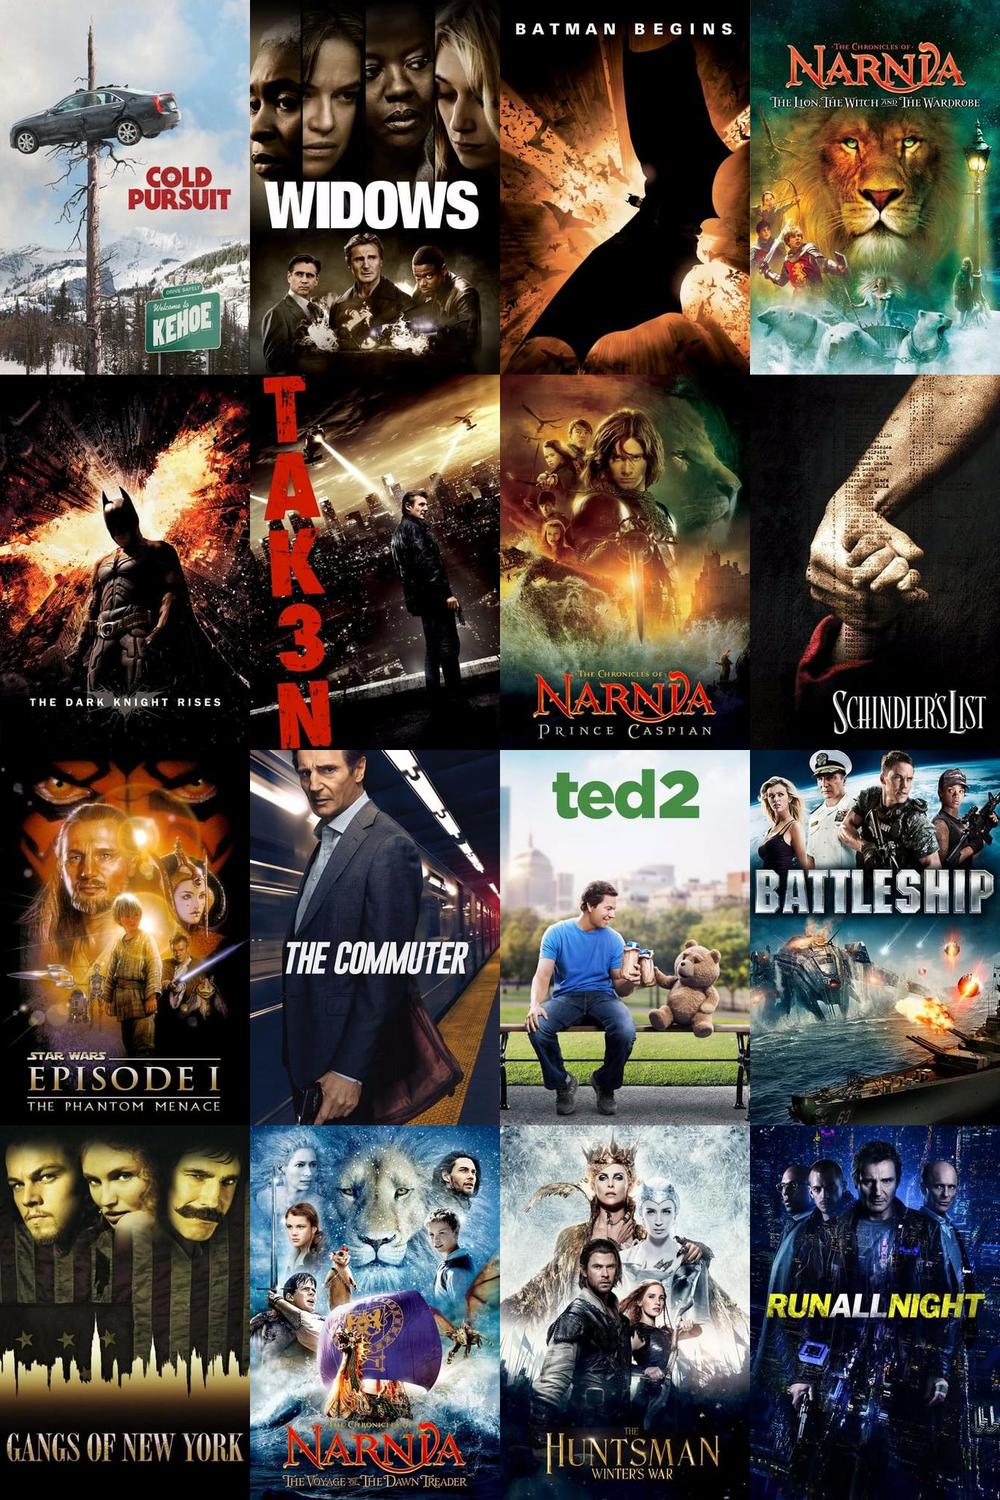 COLD
PURSUIT
DRIVE SAFELY
Welcome to
KEHOE
WIDOWS
BATMAN BEGINS
THE CHRONICLES OF
NARNIA
THE LION, THE WITCH AND THE WARDROBE
THE DARK KNIGHT RISES
TAK3N
THE CHRONICLES OF
NARNIA
PRINCE CASPIAN
SCHINDLER'S LIST
STAR WARS
EPISODE I
THE PHANTOM MENACE
THE COMMUTER
ted2
BATTLESHIP
63
GANGS OF NEW YORK
THE CHRONICLES OF
NARNIA
THE VOYAGE OF THE DAWN TREADER
THE
HUNTSMAN
WINTER'S WAR
RUNALLNIGHT